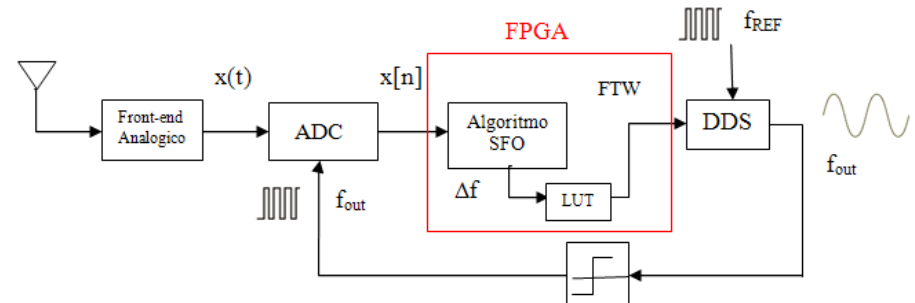 FPGA
f_REF
x(t)
x[n]
FTW
Front-end
Analogico
ADC
Algoritmo
SFO
DDS
Δf
LUT
f_out
f_out